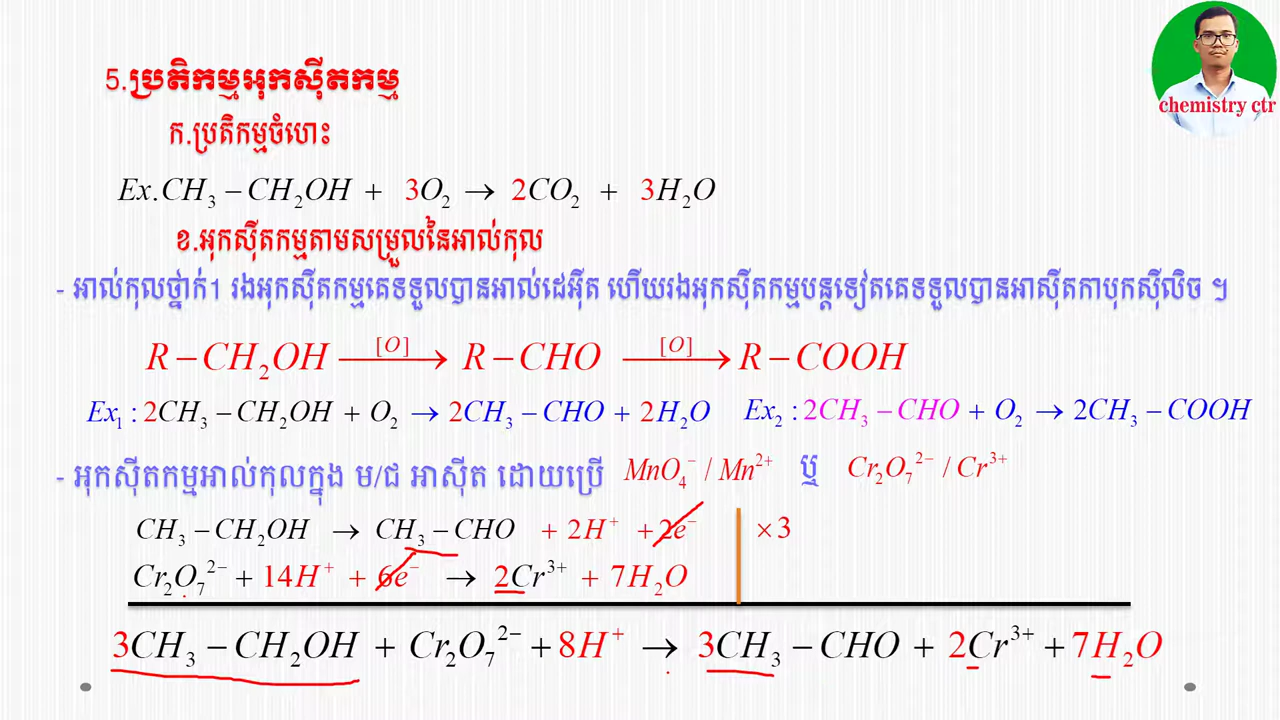 chemistry ctr
5.ប្រតិកម្មអុកស៊ីតកម្ម
ក.ប្រតិកម្មចំហេះ
Ex.CH₃ – CH₂OH + 3O₂ → 2CO₂ + 3H₂O
ខ.អុកស៊ីតកម្មតាមសម្រួលនៃអាល់កុល
- អាល់កុលថ្នាក់1 រងអុកស៊ីតកម្មគេទទួលបានអាល់ដេអ៊ីត ហើយរងអុកស៊ីតកម្មបន្តទៀតគេទទួលបានអាស៊ីតកាបុកស៊ីលិច ។
R – CH₂OH —[O]→ R – CHO —[O]→ R – COOH
Ex₁ : 2CH₃ – CH₂OH + O₂ → 2CH₃ – CHO + 2H₂O
Ex₂ : 2CH₃ – CHO + O₂ → 2CH₃ – COOH
- អុកស៊ីតកម្មអាល់កុលក្នុង ម/ជ អាស៊ីត ដោយប្រើ MnO₄⁻ / Mn²⁺ ឬ Cr₂O₇²⁻ / Cr³⁺
CH₃ – CH₂OH → CH₃ – CHO + 2H⁺ + 2e⁻ ×3
Cr₂O₇²⁻ + 14H⁺ + 6e⁻ → 2Cr³⁺ + 7H₂O
3CH₃ – CH₂OH + Cr₂O₇²⁻ + 8H⁺ → 3CH₃ – CHO + 2Cr³⁺ + 7H₂O